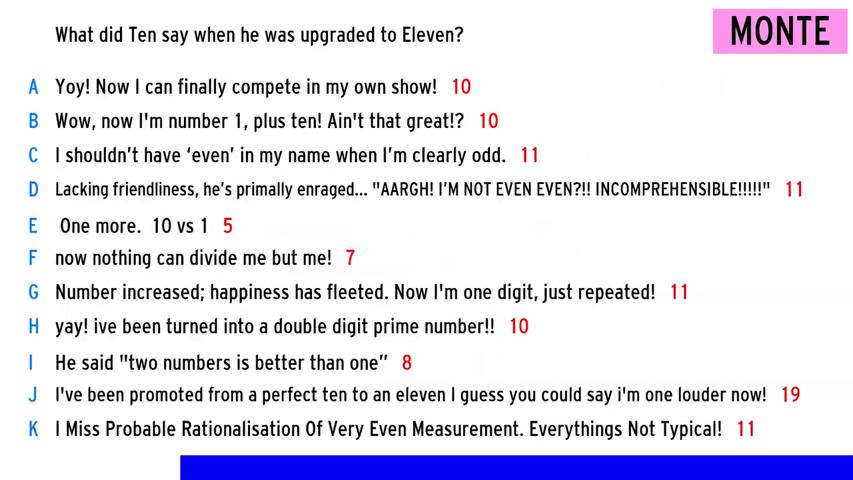 What did Ten say when he was upgraded to Eleven?
MONTE
A Yoy! Now I can finally compete in my own show! 10
B Wow, now I'm number 1, plus ten! Ain't that great!? 10
C I shouldn’t have ‘even’ in my name when I’m clearly odd. 11
D Lacking friendliness, he’s primally enraged... "AARGH! I’M NOT EVEN EVEN?!! INCOMPREHENSIBLE!!!!!" 11
E One more. 10 vs 1 5
F now nothing can divide me but me! 7
G Number increased; happiness has fleeted. Now I'm one digit, just repeated! 11
H yay! ive been turned into a double digit prime number!! 10
I He said "two numbers is better than one” 8
J I've been promoted from a perfect ten to an eleven I guess you could say i'm one louder now! 19
K I Miss Probable Rationalisation Of Very Even Measurement. Everythings Not Typical! 11